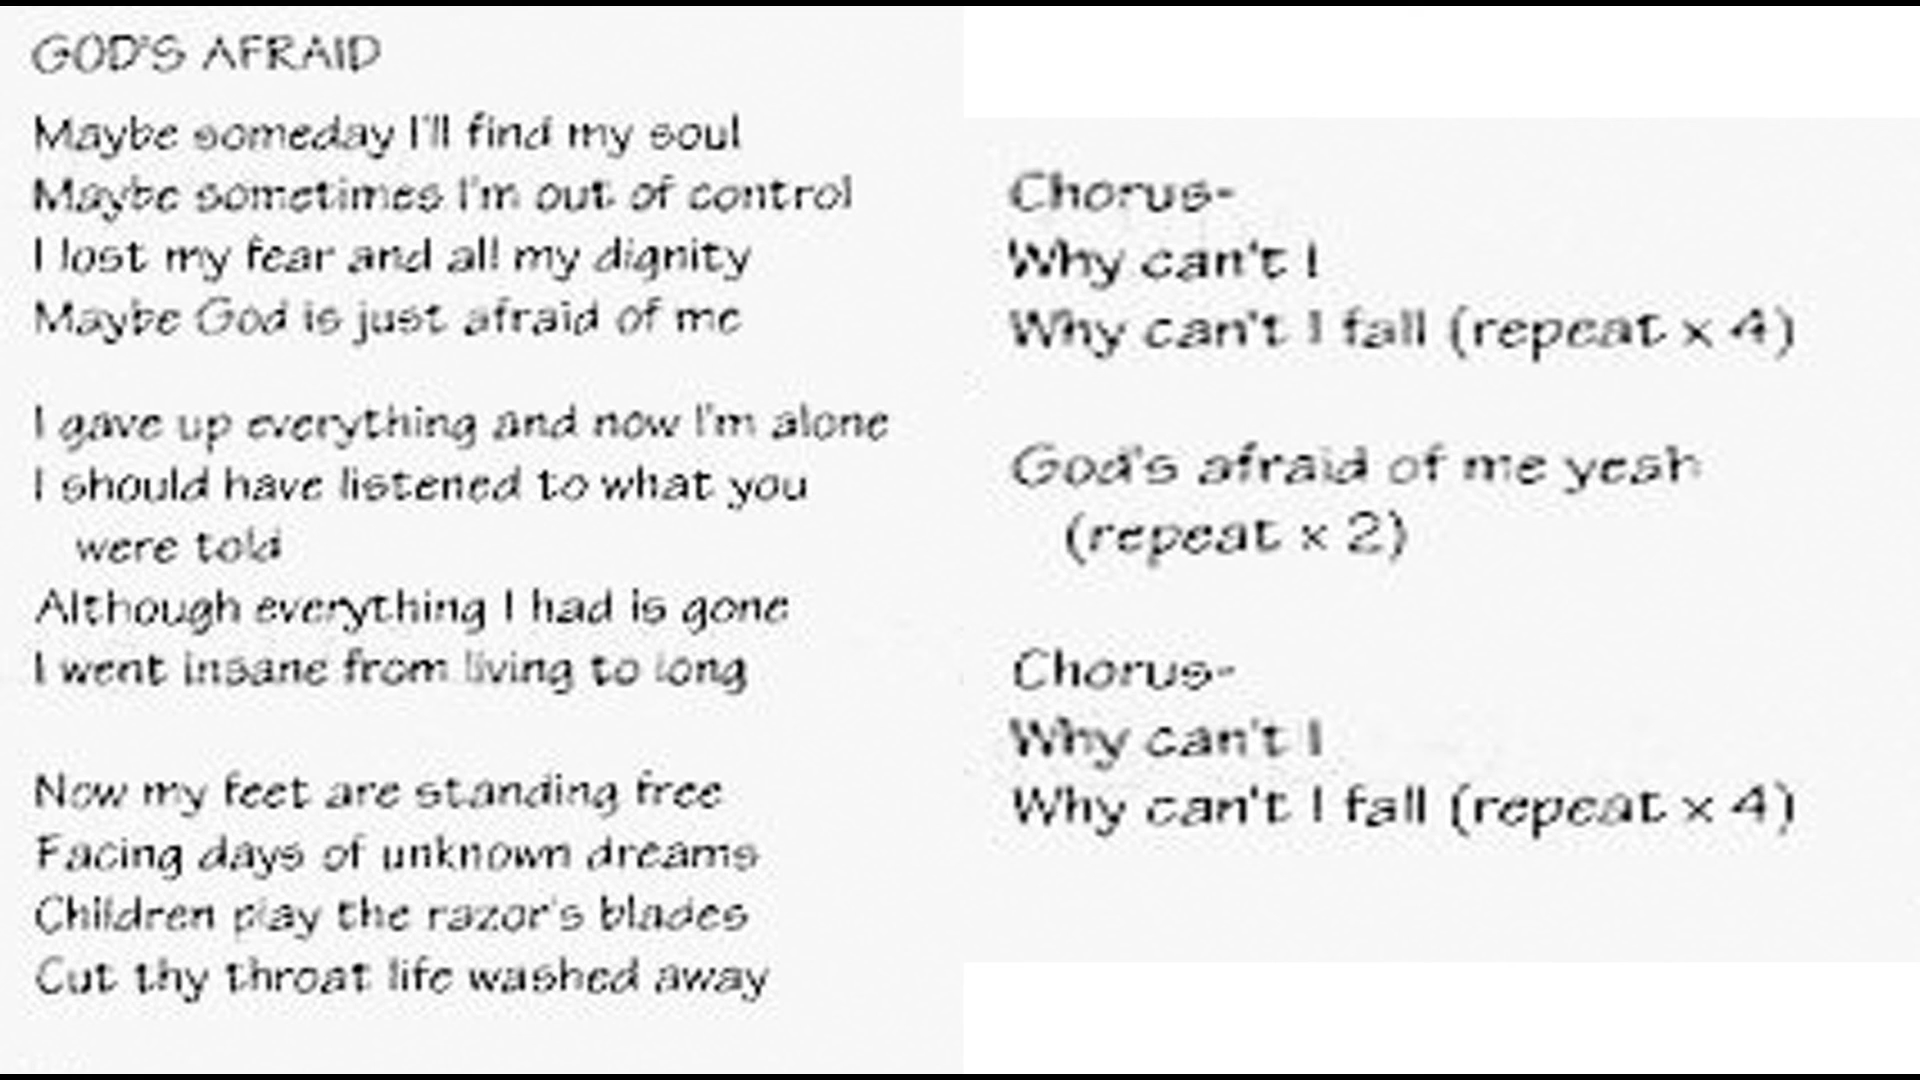 GOD'S AFRAID
Maybe someday I'll find my soul
Maybe sometimes I'm out of control
I lost my fear and all my dignity
Maybe God is just afraid of me
I gave up everything and now I'm alone
I should have listened to what you
were told
Although everything I had is gone
I went insane from living to long
Now my feet are standing free
Facing days of unknown dreams
Children play the razor's blades
Cut thy throat life washed away
Chorus-
Why can't I
Why can't I fall (repeat x 4)
God's afraid of me yeah
(repeat x 2)
Chorus-
Why can't I
Why can't I fall (repeat x 4)